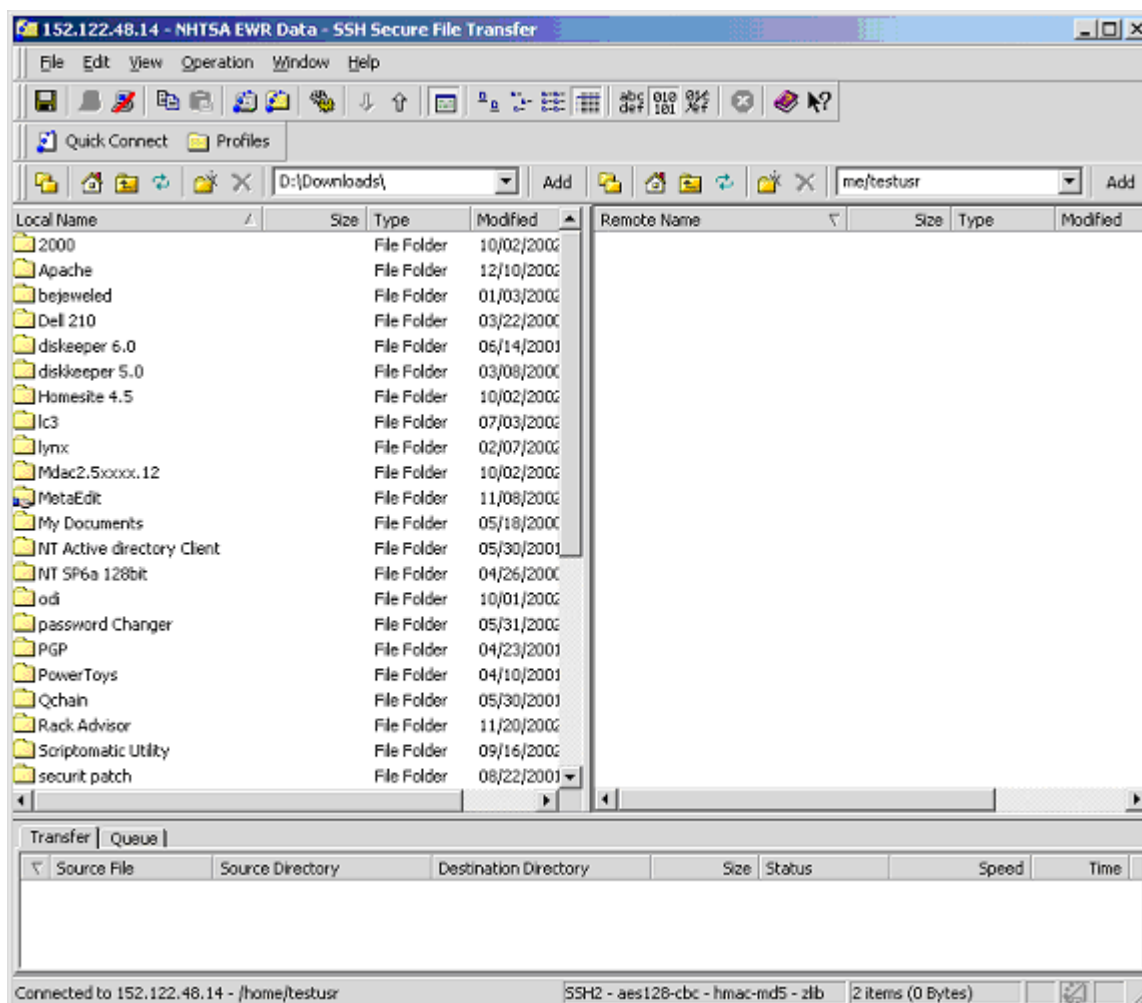 152.122.48.14 - NHTSA EWR Data - SSH Secure File Transfer
File Edit View Operation Window Help
abc def 010 101
Quick Connect Profiles
D:\Downloads\ Add me/testusr Add
Local Name Size Type Modified Remote Name Size Type Modified
2000 File Folder 10/02/2002
Apache File Folder 12/10/2002
bejeweled File Folder 01/03/2002
Dell 210 File Folder 03/22/2000
diskeeper 6.0 File Folder 06/14/2001
diskkeeper 5.0 File Folder 03/08/2000
Homesite 4.5 File Folder 10/02/2002
lc3 File Folder 07/03/2002
lynx File Folder 02/07/2002
Mdac2.5xxxx.12 File Folder 10/02/2002
MetaEdit File Folder 11/08/2002
My Documents File Folder 05/18/2000
NT Active directory Client File Folder 05/30/2001
NT SP6a 128bit File Folder 04/26/2000
odi File Folder 10/01/2002
password Changer File Folder 05/31/2002
PGP File Folder 04/23/2001
PowerToys File Folder 04/10/2001
Qchain File Folder 05/30/2001
Rack Advisor File Folder 11/20/2002
Scriptomatic Utility File Folder 09/16/2002
securit patch File Folder 08/22/2001
Transfer Queue
Source File Source Directory Destination Directory Size Status Speed Time
Connected to 152.122.48.14 - /home/testusr SSH2 - aes128-cbc - hmac-md5 - zlib 2 items (0 Bytes)